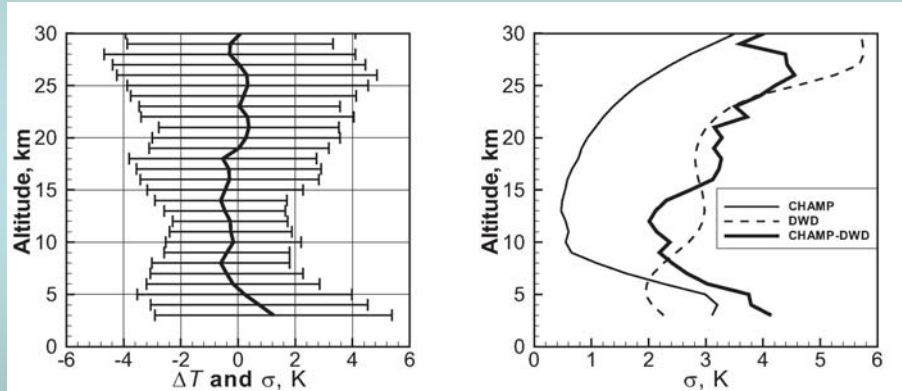 30
25
20
15
10
5
0
Altitude, km
-6 -4 -2 0 2 4 6
ΔT and σ, K
30
25
20
15
10
5
0
Altitude, km
CHAMP
DWD
CHAMP-DWD
0 1 2 3 4 5 6
σ, K